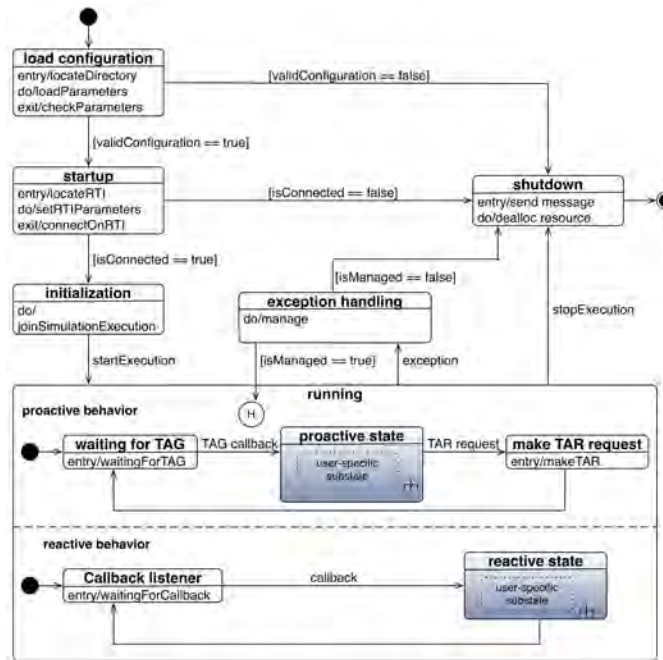 load configuration
entry/locateDirectory
do/loadParameters
exit/checkParameters
[validConfiguration == false]
[validConfiguration == true]
startup
entry/locateRTI
do/setRTIParameters
exit/connectOnRTI
[isConnected == false]
shutdown
entry/send message
do/dealloc resource
[isConnected == true]
[isManaged == false]
initialization
do/
joinSimulationExecution
exception handling
do/manage
stopExecution
startExecution
[isManaged == true]
exception
H
running
proactive behavior
waiting for TAG
entry/waitingForTAG
TAG callback
proactive state
user-specific
substate
TAR request
make TAR request
entry/makeTAR
reactive behavior
Callback listener
entry/waitingForCallback
callback
reactive state
user-specific
substate